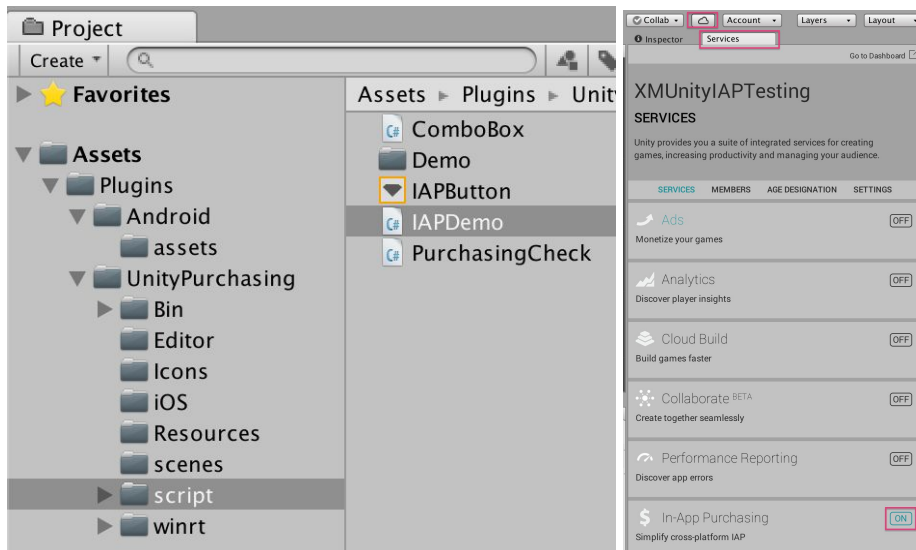 Project
Create
Favorites
Assets
Plugins
Android
assets
UnityPurchasing
Bin
Editor
Icons
iOS
Resources
scenes
script
winrt
Assets Plugins
C# ComboBox
Demo
IAPButton
C# IAPDemo
C# PurchasingCheck
Collab Account Layers Layout
Inspector Services
Go to Dashboard
XMUnityIAPTesting
SERVICES
Unity provides you a suite of integrated services for creating
games, increasing productivity and managing your audience.
SERVICES MEMBERS AGE DESIGNATION SETTINGS
Ads OFF
Monetize your games
Analytics OFF
Discover player insights
Cloud Build OFF
Build games faster
Collaborate BETA OFF
Create together seamlessly
Performance Reporting OFF
Discover app errors
In-App Purchasing ON
Simplify cross-platform IAP